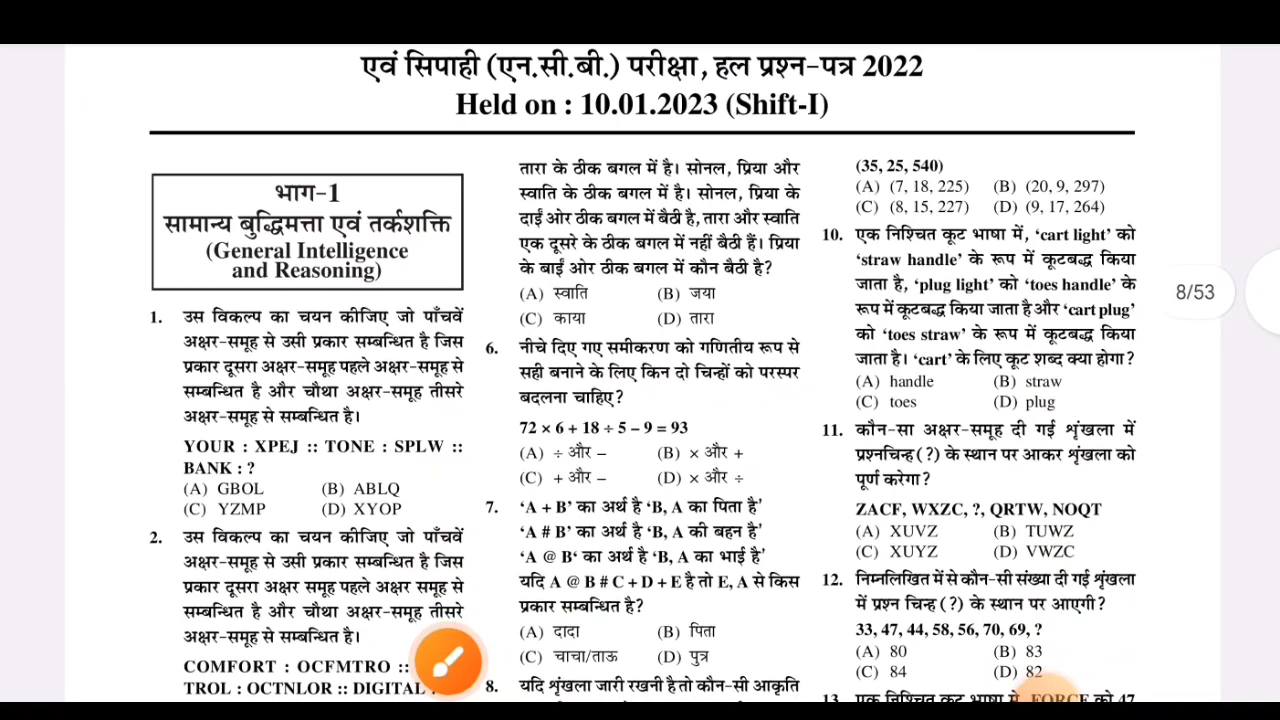 एवं सिपाही (एन.सी.बी.) परीक्षा, हल प्रश्न-पत्र 2022
Held on : 10.01.2023 (Shift-I)
भाग-1
सामान्य बुद्धिमत्ता एवं तर्कशक्ति
(General Intelligence
and Reasoning)
1. उस विकल्प का चयन कीजिए जो पाँचवें
अक्षर-समूह से उसी प्रकार सम्बन्धित है जिस
प्रकार दूसरा अक्षर-समूह पहले अक्षर-समूह से
सम्बन्धित है और चौथा अक्षर-समूह तीसरे
अक्षर-समूह से सम्बन्धित है।
YOUR : XPEJ :: TONE : SPLW ::
BANK : ?
(A) GBOL (B) ABLQ
(C) YZMP (D) XYOP
2. उस विकल्प का चयन कीजिए जो पाँचवें
अक्षर-समूह से उसी प्रकार सम्बन्धित है जिस
प्रकार दूसरा अक्षर समूह पहले अक्षर-समूह से
सम्बन्धित है और चौथा अक्षर-समूह तीसरे
अक्षर-समूह से सम्बन्धित है।
COMFORT : OCFMTRO ::
TROL : OCTNLOR :: DIGITAL
तारा के ठीक बगल में है। सोनल, प्रिया और
स्वाति के ठीक बगल में है। सोनल, प्रिया के
दाईं ओर ठीक बगल में बैठी है, तारा और स्वाति
एक दूसरे के ठीक बगल में नहीं बैठी हैं। प्रिया
के बाईं ओर ठीक बगल में कौन बैठी है?
(A) स्वाति (B) जया
(C) काया (D) तारा
6. नीचे दिए गए समीकरण को गणितीय रूप से
सही बनाने के लिए किन दो चिन्हों को परस्पर
बदलना चाहिए?
72 × 6 + 18 ÷ 5 – 9 = 93
(A) ÷ और – (B) × और +
(C) + और – (D) × और ÷
7. ‘A + B’ का अर्थ है ‘B, A का पिता है’
‘A # B’ का अर्थ है ‘B, A की बहन है’
‘A @ B‘ का अर्थ है ‘B, A का भाई है’
यदि A @ B # C + D + E है तो E, A से किस
प्रकार सम्बन्धित है?
(A) दादा (B) पिता
(C) चाचा/ताऊ (D) पुत्र
8. यदि शृंखला जारी रखनी है तो कौन-सी आकृति
(35, 25, 540)
(A) (7, 18, 225) (B) (20, 9, 297)
(C) (8, 15, 227) (D) (9, 17, 264)
10. एक निश्चित कूट भाषा में, ‘cart light’ को
‘straw handle’ के रूप में कूटबद्ध किया
जाता है, ‘plug light’ को ‘toes handle’ के
रूप में कूटबद्ध किया जाता है और ‘cart plug’
को ‘toes straw’ के रूप में कूटबद्ध किया
जाता है। ‘cart’ के लिए कूट शब्द क्या होगा?
(A) handle (B) straw
(C) toes (D) plug
11. कौन-सा अक्षर-समूह दी गई शृंखला में
प्रश्नचिन्ह (?) के स्थान पर आकर शृंखला को
पूर्ण करेगा?
ZACF, WXZC, ?, QRTW, NOQT
(A) XUVZ (B) TUWZ
(C) XUYZ (D) VWZC
12. निम्नलिखित में से कौन-सी संख्या दी गई शृंखला
में प्रश्न चिन्ह (?) के स्थान पर आएगी?
33, 47, 44, 58, 56, 70, 69, ?
(A) 80 (B) 83
(C) 84 (D) 82
13. एक निश्चित कूट भाषा में, FORCE को 47
8/53